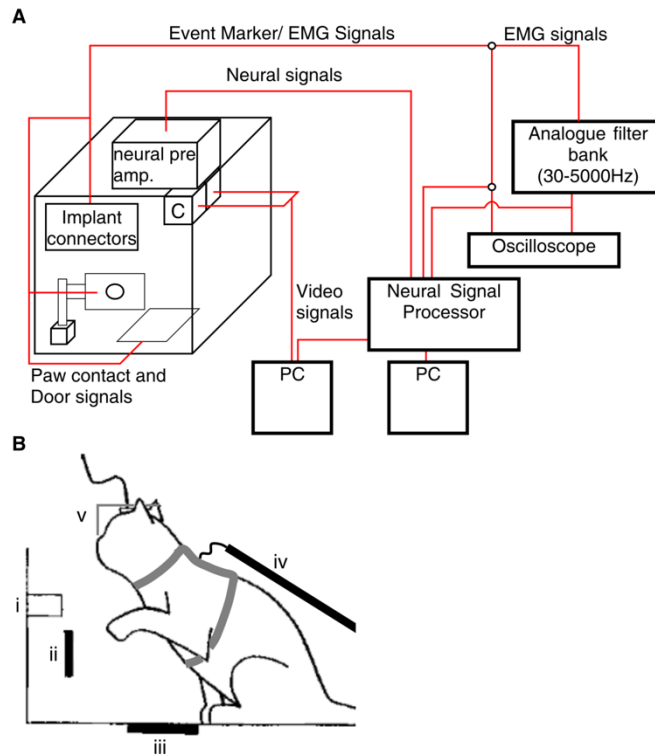 A
Event Marker/ EMG Signals
EMG signals
Neural signals
neural pre
amp.
Analogue filter
bank
(30-5000Hz)
C
Implant
connectors
Oscilloscope
Video
signals
Neural Signal
Processor
PC
PC
Paw contact and
Door signals
B
v
iv
i
ii
iii